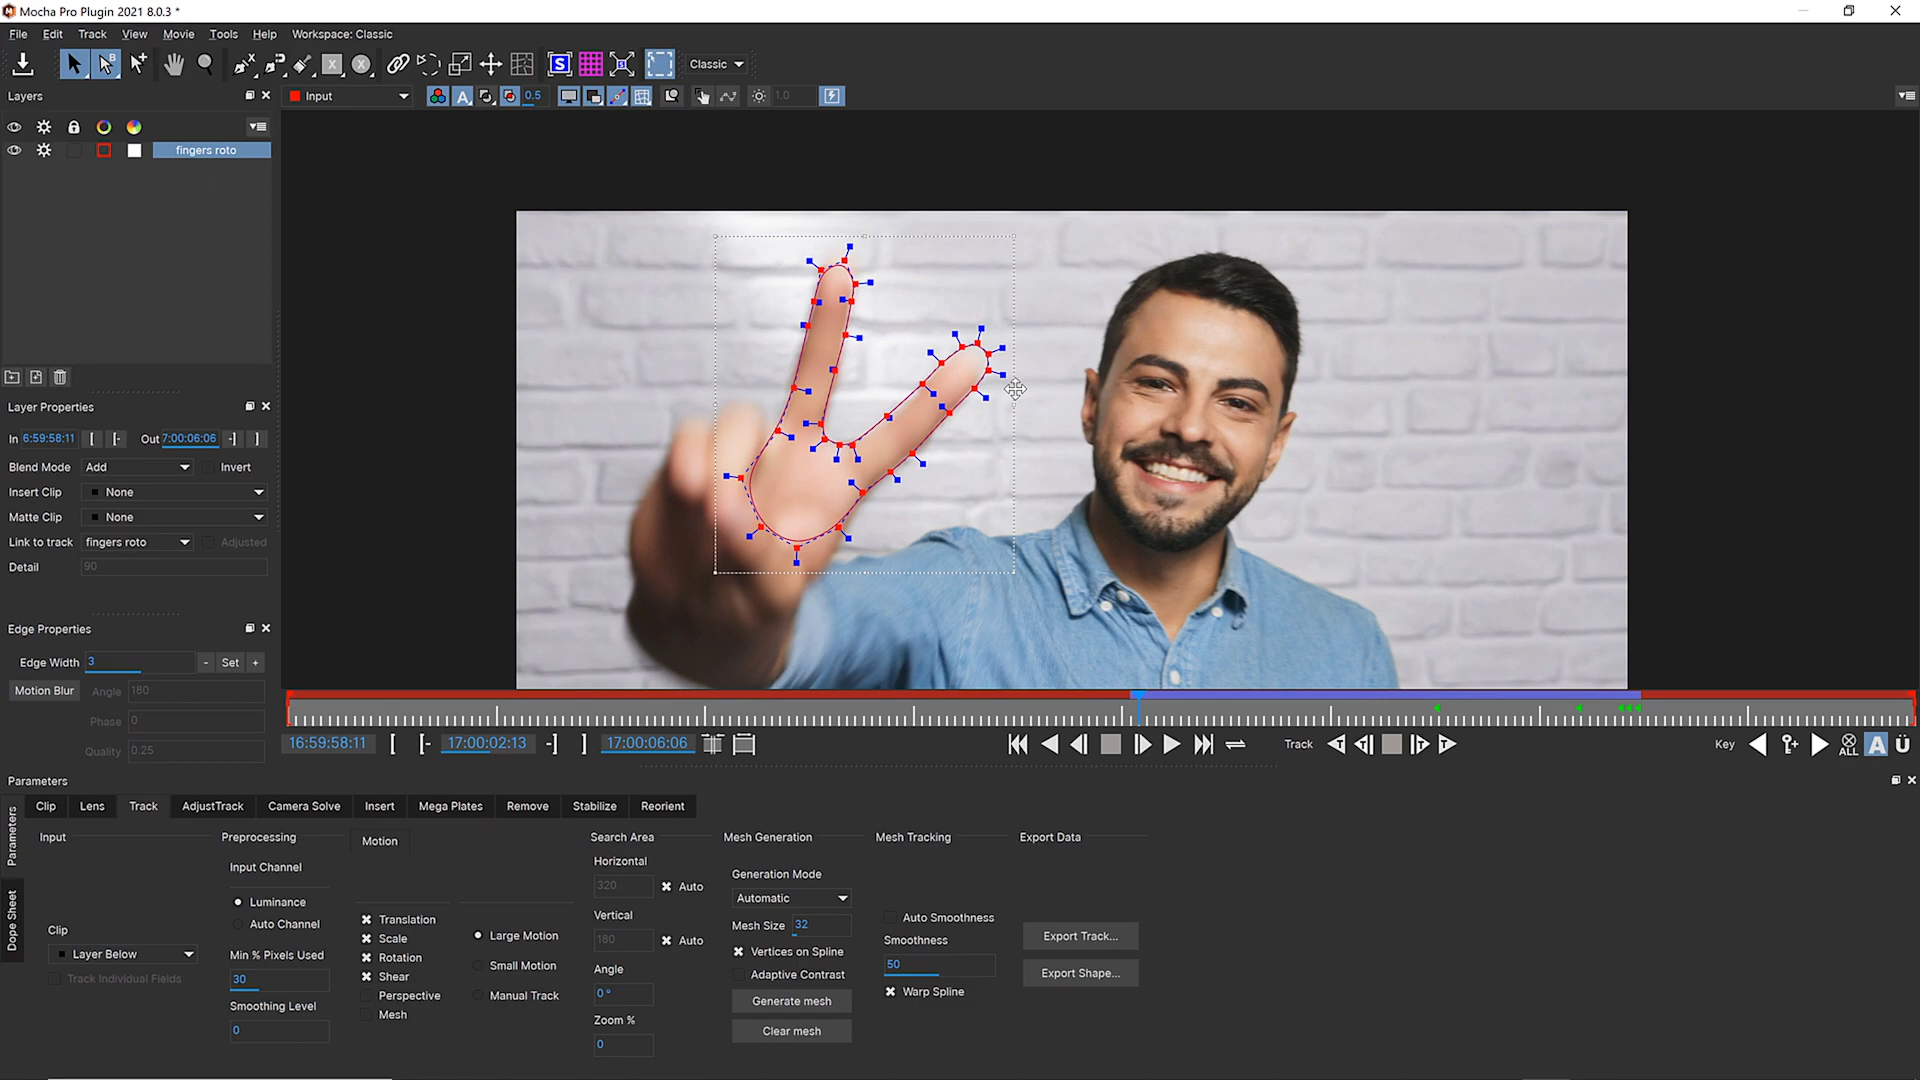 Mocha Pro Plugin 2021 8.0.3 *
File Edit Track View Movie Tools Help Workspace: Classic
S Classic
Layers
Input
A 0.5 1.0
fingers roto
Layer Properties
In 6:59:58:11 [ [- Out 7:00:06:06 -] ]
Blend Mode Add Invert
Insert Clip None
Matte Clip None
Link to track fingers roto Adjusted
Detail 90
Edge Properties
Edge Width 3 - Set +
Motion Blur Angle 180
Phase 0
Quality 0.25
16:59:58:11 [ [- 17:00:02:13 -] ] 17:00:06:06 Track Key ALL A Ü
Parameters
Parameters
Dope Sheet
Clip Lens Track AdjustTrack Camera Solve Insert Mega Plates Remove Stabilize Reorient
Input
Clip
Layer Below
Track Individual Fields
Preprocessing
Input Channel
Luminance
Auto Channel
Min % Pixels Used
30
Smoothing Level
0
Motion
Translation
Scale
Rotation
Shear
Perspective
Mesh
Large Motion
Small Motion
Manual Track
Search Area
Horizontal
320 Auto
Vertical
180 Auto
Angle
0 °
Zoom %
0
Mesh Generation
Generation Mode
Automatic
Mesh Size 32
Vertices on Spline
Adaptive Contrast
Generate mesh
Clear mesh
Mesh Tracking
Auto Smoothness
Smoothness
50
Warp Spline
Export Data
Export Track...
Export Shape...